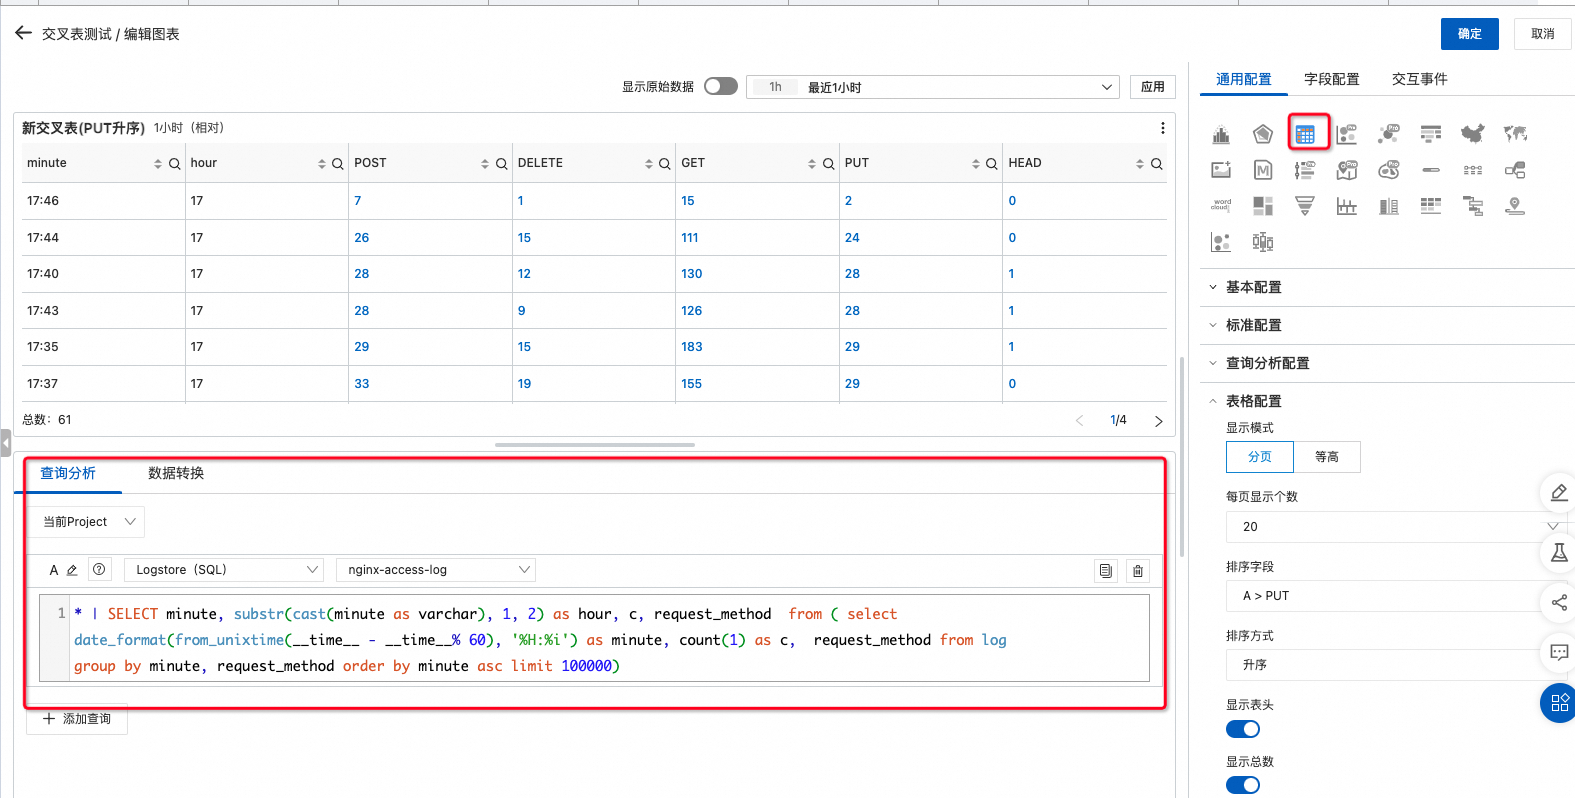 交叉表测试 / 编辑图表
确定
取消
显示原始数据
1h
最近1小时
应用
通用配置
字段配置
交互事件
新交叉表(PUT升序) 1小时（相对）
minute hour POST DELETE GET PUT HEAD
17:46 17 7 1 15 2 0
17:44 17 26 15 111 24 0
17:40 17 28 12 130 28 1
17:43 17 28 9 126 28 1
17:35 17 29 15 183 29 1
17:37 17 33 19 155 29 0
总数：61
1/4
查询分析
数据转换
当前Project
A
Logstore（SQL）
nginx-access-log
1 * | SELECT minute, substr(cast(minute as varchar), 1, 2) as hour, c, request_method  from ( select
date_format(from_unixtime(__time__ - __time__% 60), '%H:%i') as minute, count(1) as c,  request_method from log
group by minute, request_method order by minute asc limit 100000)
添加查询
Pro
Pro
M
Pro
Pro
Pro
word
cloud
基本配置
标准配置
查询分析配置
表格配置
显示模式
分页
等高
每页显示个数
20
排序字段
A > PUT
排序方式
升序
显示表头
显示总数